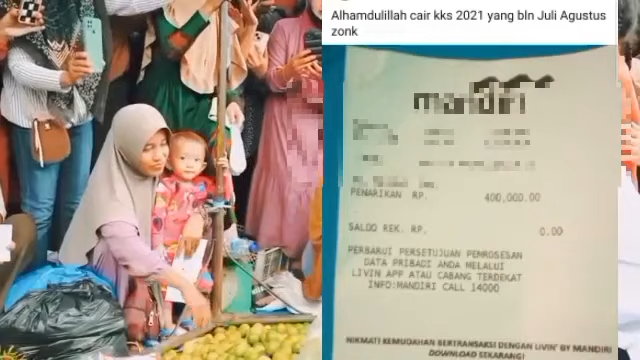 Alhamdulillah cair kks 2021 yang bln Juli Agustus
zonk
mandiri
PENARIKAN RP. 400,000.00
SALDO REK. RP. 0.00
PERBARUI PERSETUJUAN PEMROSESAN
DATA PRIBADI ANDA MELALUI
LIVIN APP ATAU CABANG TERDEKAT
INFO:MANDIRI CALL 14000
NIKMATI KEMUDAHAN BERTRANSAKSI DENGAN LIVIN' BY MANDIRI
DOWNLOAD SEKARANG!